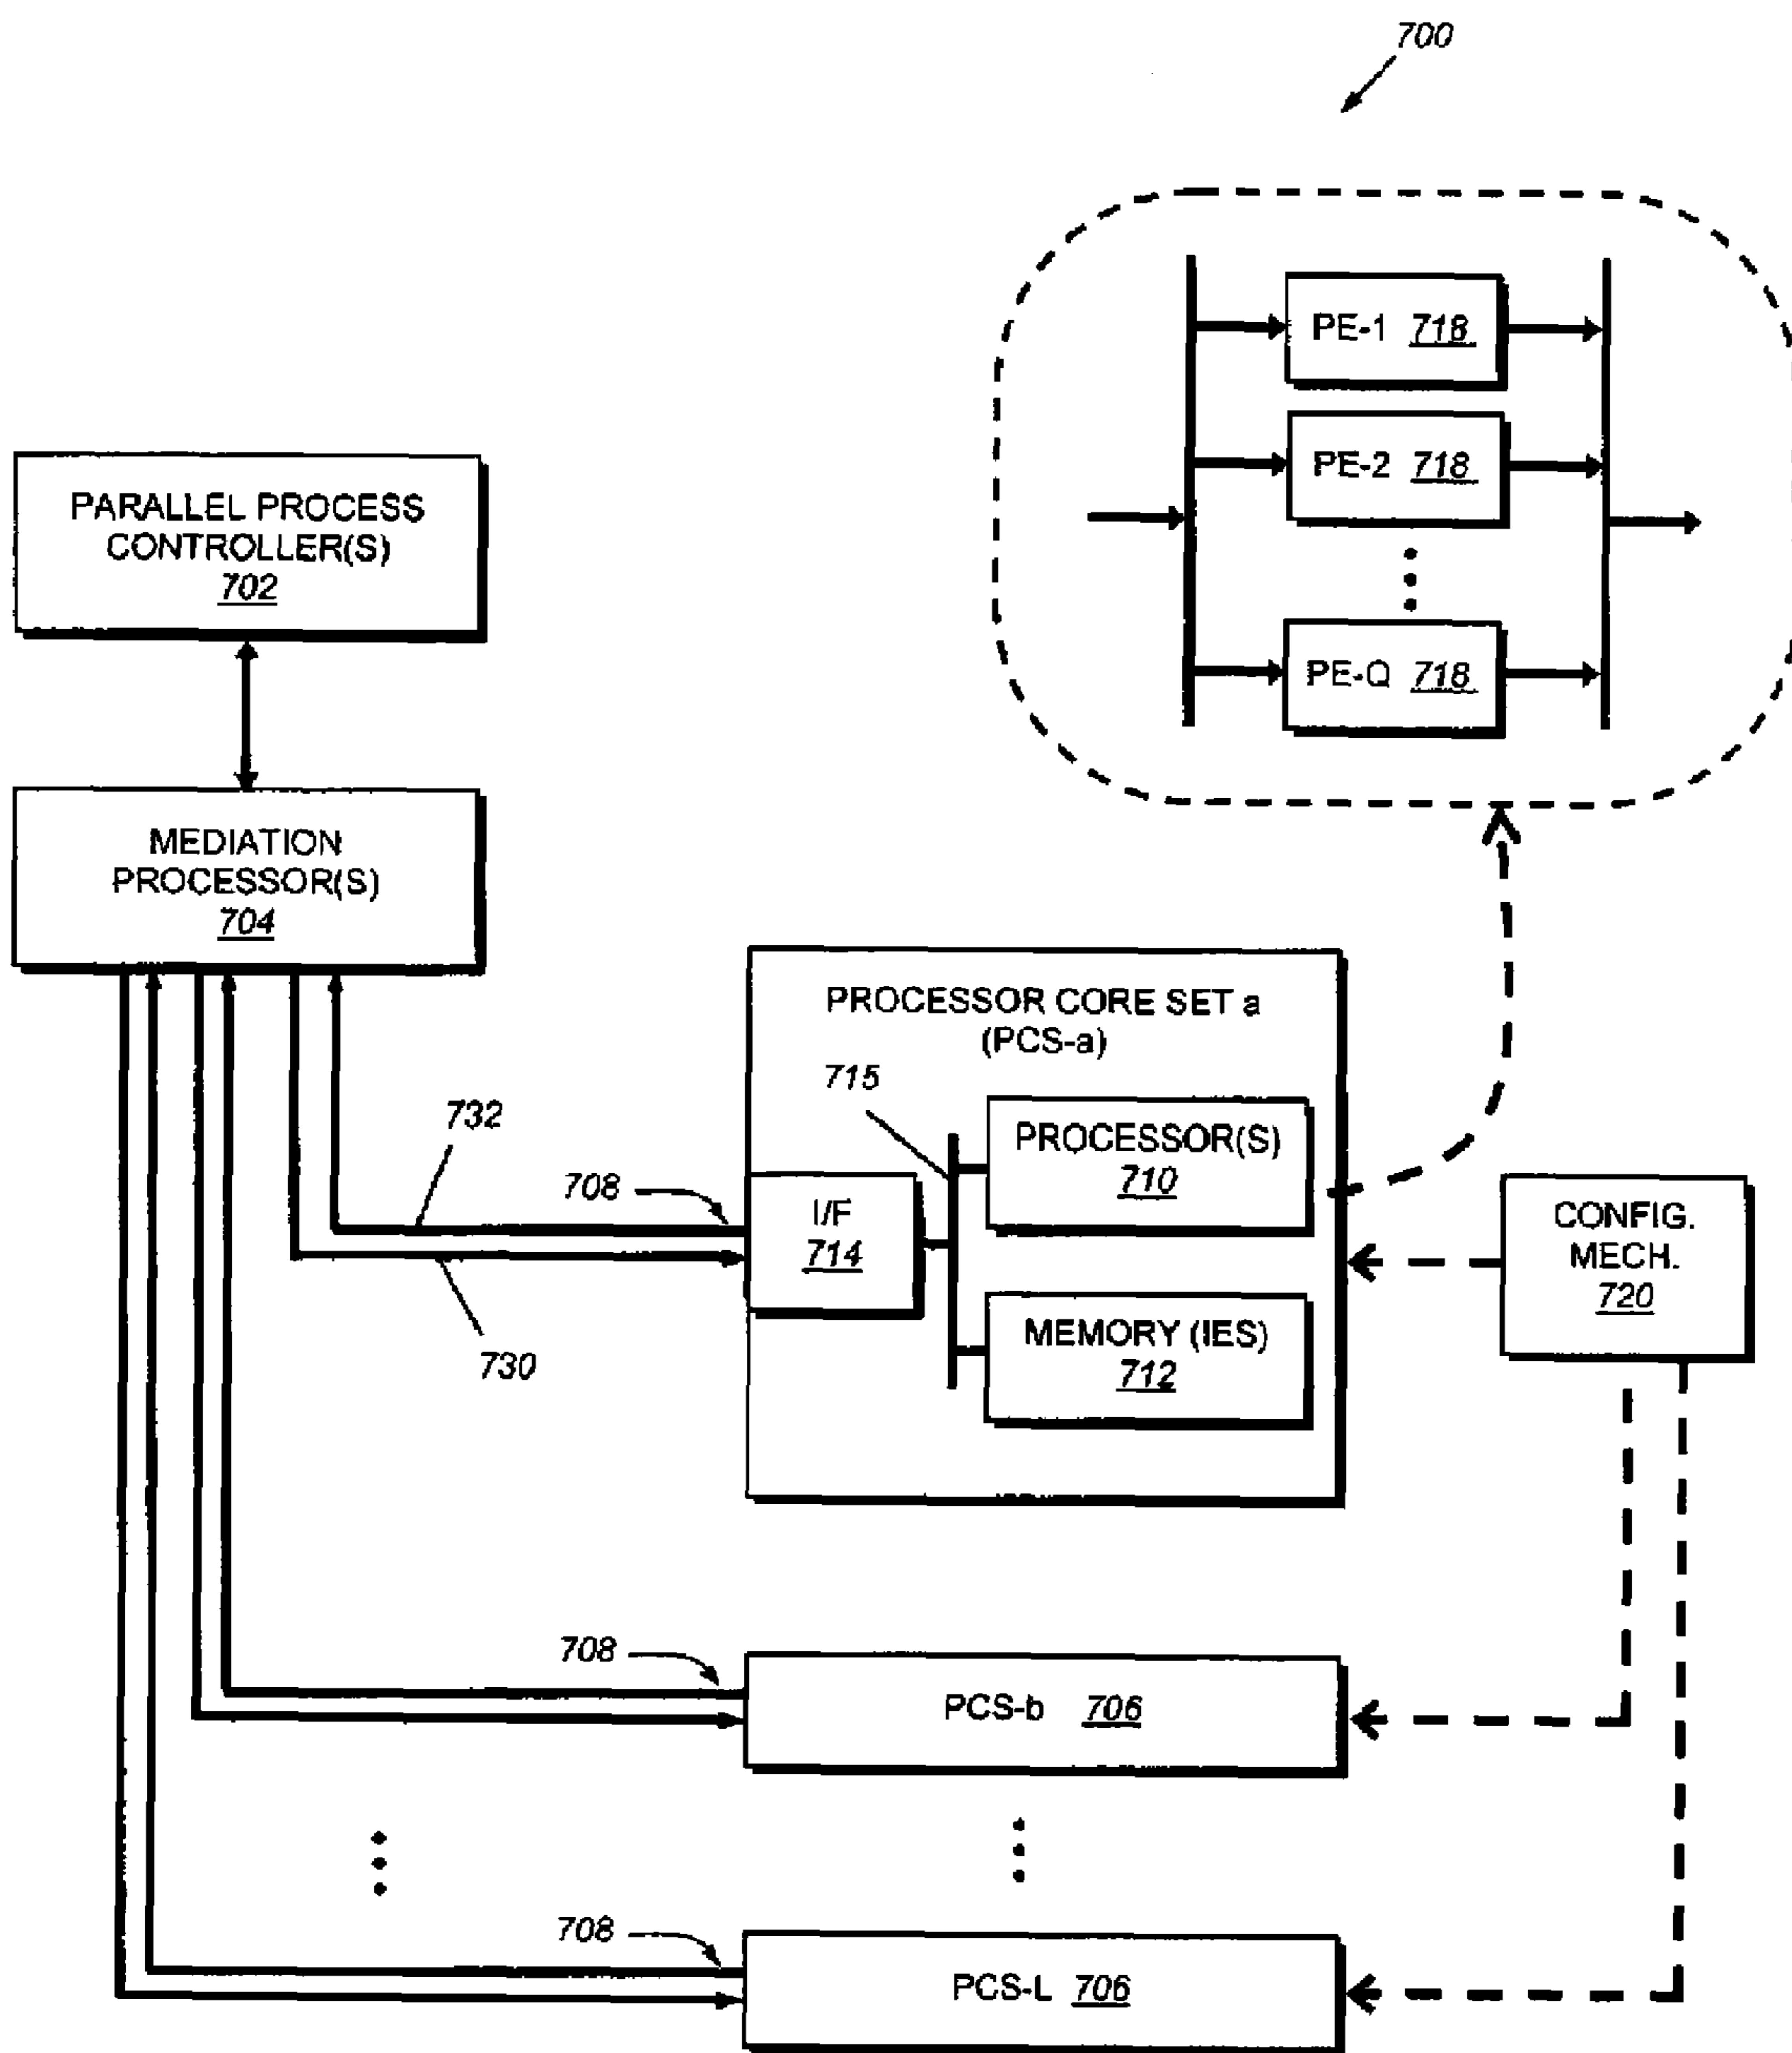 700
PE-1 718
PE-2 718
PE-Q 718
PARALLEL PROCESS
CONTROLLER(S)
702
MEDIATION
PROCESSOR(S)
704
PROCESSOR CORE SET a
(PCS-a)
715
PROCESSOR(S)
710
732
708
I/F
714
730
MEMORY (IES)
712
CONFIG.
MECH.
720
708
PCS-b 706
708
PCS-L 706